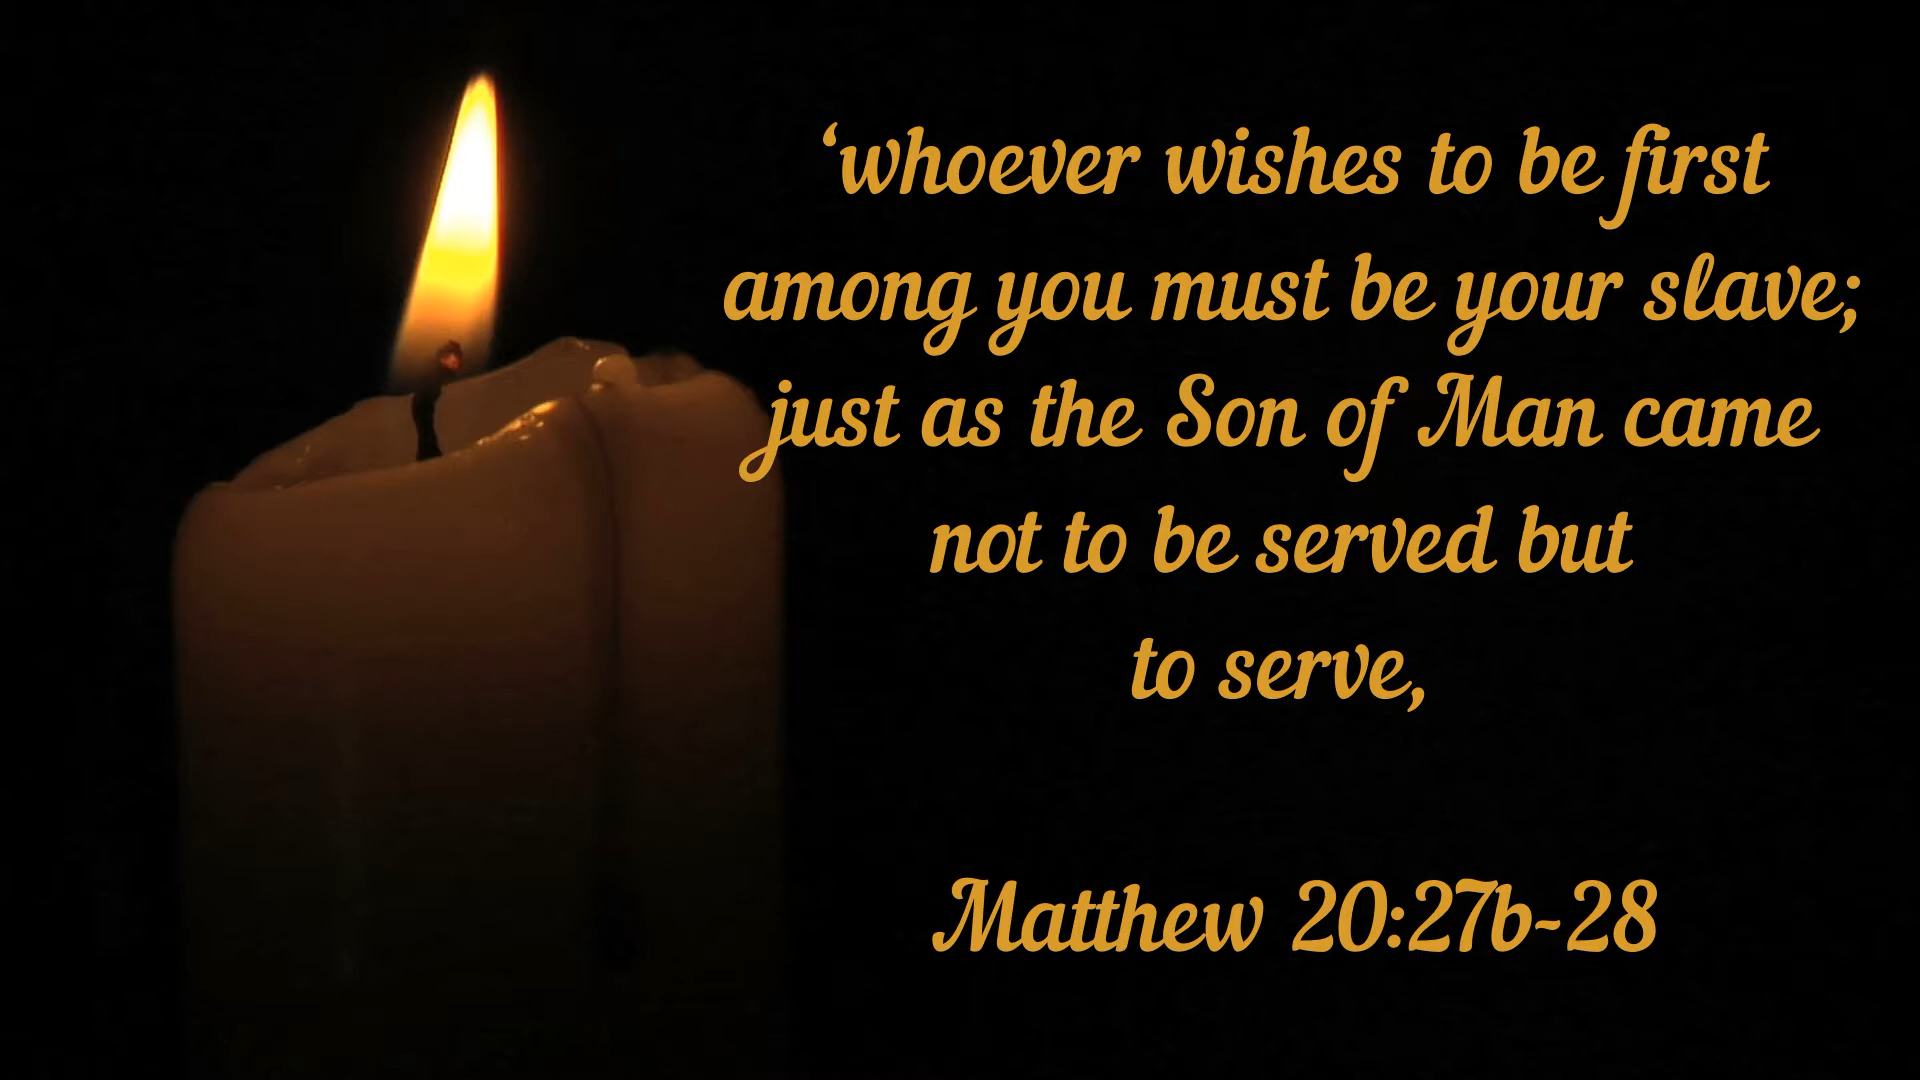 ‘whoever wishes to be first
among you must be your slave;
just as the Son of Man came
not to be served but
to serve,
Matthew 20:27b-28